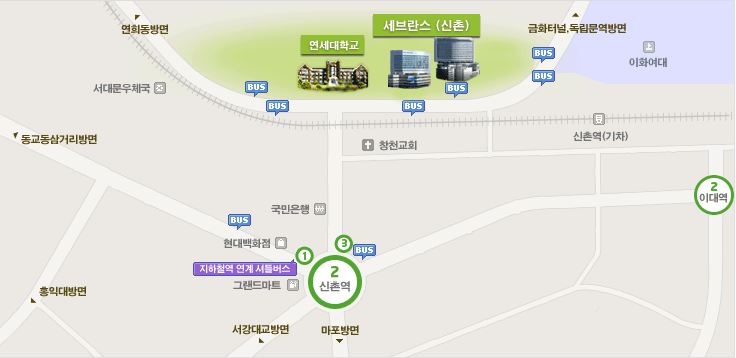 연희동방면
연세대학교
세브란스 (신촌)
금화터널,독립문역방면
BUS
이화여대
BUS
서대문우체국
BUS
BUS
BUS
BUS
신촌역(기차)
동교동삼거리방면
창천교회
2
이대역
국민은행
BUS
현대백화점
1
3
BUS
지하철역 연계 셔틀버스
2
신촌역
그랜드마트
홍익대방면
서강대교방면
마포방면